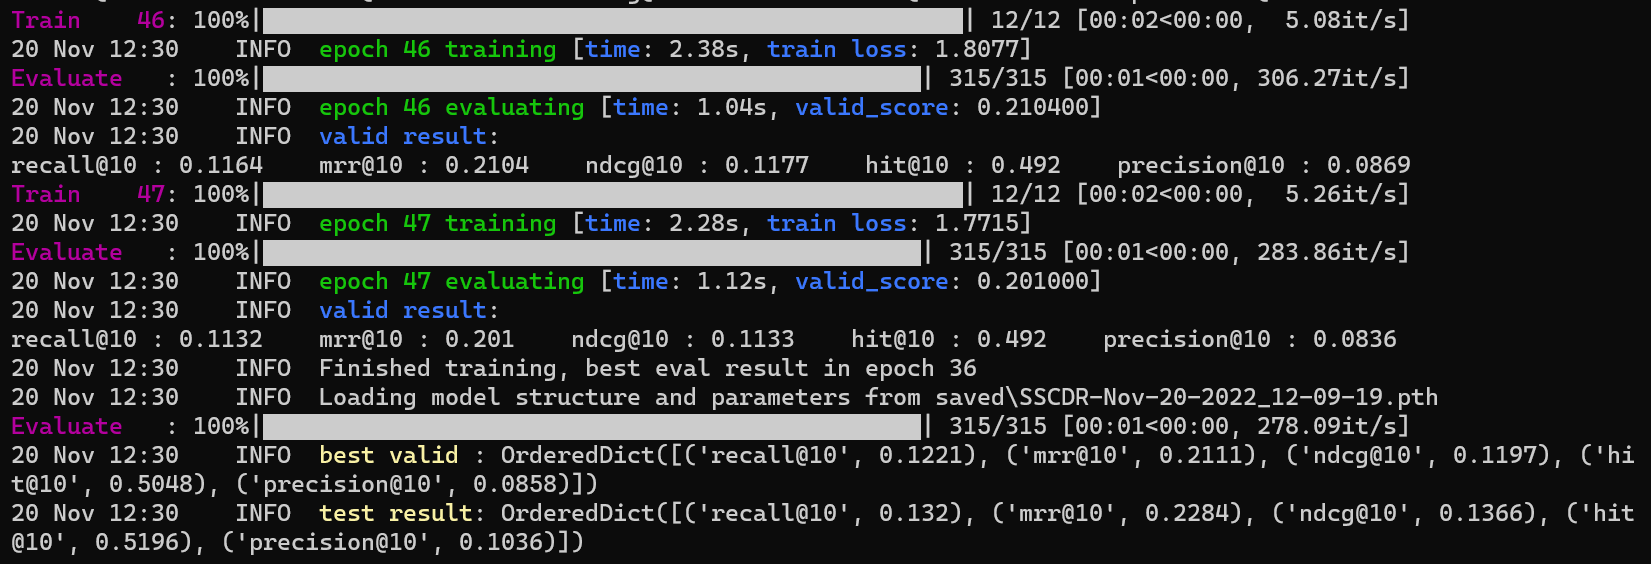 Train    46: 100%|██████████████████████████████████████████████████| 12/12 [00:02<00:00,  5.08it/s]
20 Nov 12:30    INFO  epoch 46 training [time: 2.38s, train loss: 1.8077]
Evaluate   : 100%|███████████████████████████████████████████████| 315/315 [00:01<00:00, 306.27it/s]
20 Nov 12:30    INFO  epoch 46 evaluating [time: 1.04s, valid_score: 0.210400]
20 Nov 12:30    INFO  valid result:
recall@10 : 0.1164    mrr@10 : 0.2104    ndcg@10 : 0.1177    hit@10 : 0.492    precision@10 : 0.0869
Train    47: 100%|██████████████████████████████████████████████████| 12/12 [00:02<00:00,  5.26it/s]
20 Nov 12:30    INFO  epoch 47 training [time: 2.28s, train loss: 1.7715]
Evaluate   : 100%|███████████████████████████████████████████████| 315/315 [00:01<00:00, 283.86it/s]
20 Nov 12:30    INFO  epoch 47 evaluating [time: 1.12s, valid_score: 0.201000]
20 Nov 12:30    INFO  valid result:
recall@10 : 0.1132    mrr@10 : 0.201    ndcg@10 : 0.1133    hit@10 : 0.492    precision@10 : 0.0836
20 Nov 12:30    INFO  Finished training, best eval result in epoch 36
20 Nov 12:30    INFO  Loading model structure and parameters from saved\SSCDR-Nov-20-2022_12-09-19.pth
Evaluate   : 100%|███████████████████████████████████████████████| 315/315 [00:01<00:00, 278.09it/s]
20 Nov 12:30    INFO  best valid : OrderedDict([('recall@10', 0.1221), ('mrr@10', 0.2111), ('ndcg@10', 0.1197), ('hi
t@10', 0.5048), ('precision@10', 0.0858)])
20 Nov 12:30    INFO  test result: OrderedDict([('recall@10', 0.132), ('mrr@10', 0.2284), ('ndcg@10', 0.1366), ('hit
@10', 0.5196), ('precision@10', 0.1036)])